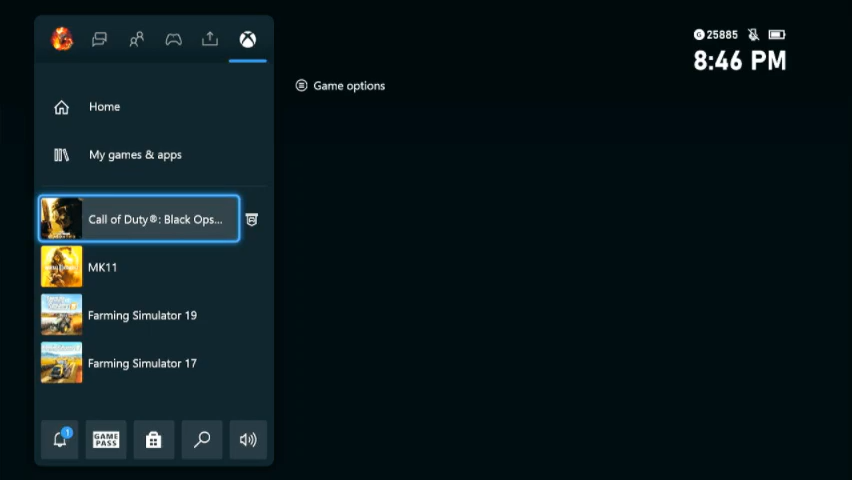 25885
8:46 PM
Game options
Home
My games & apps
Call of Duty®: Black Ops...
MK11
Farming Simulator 19
Farming Simulator 17
1
GAME
PASS